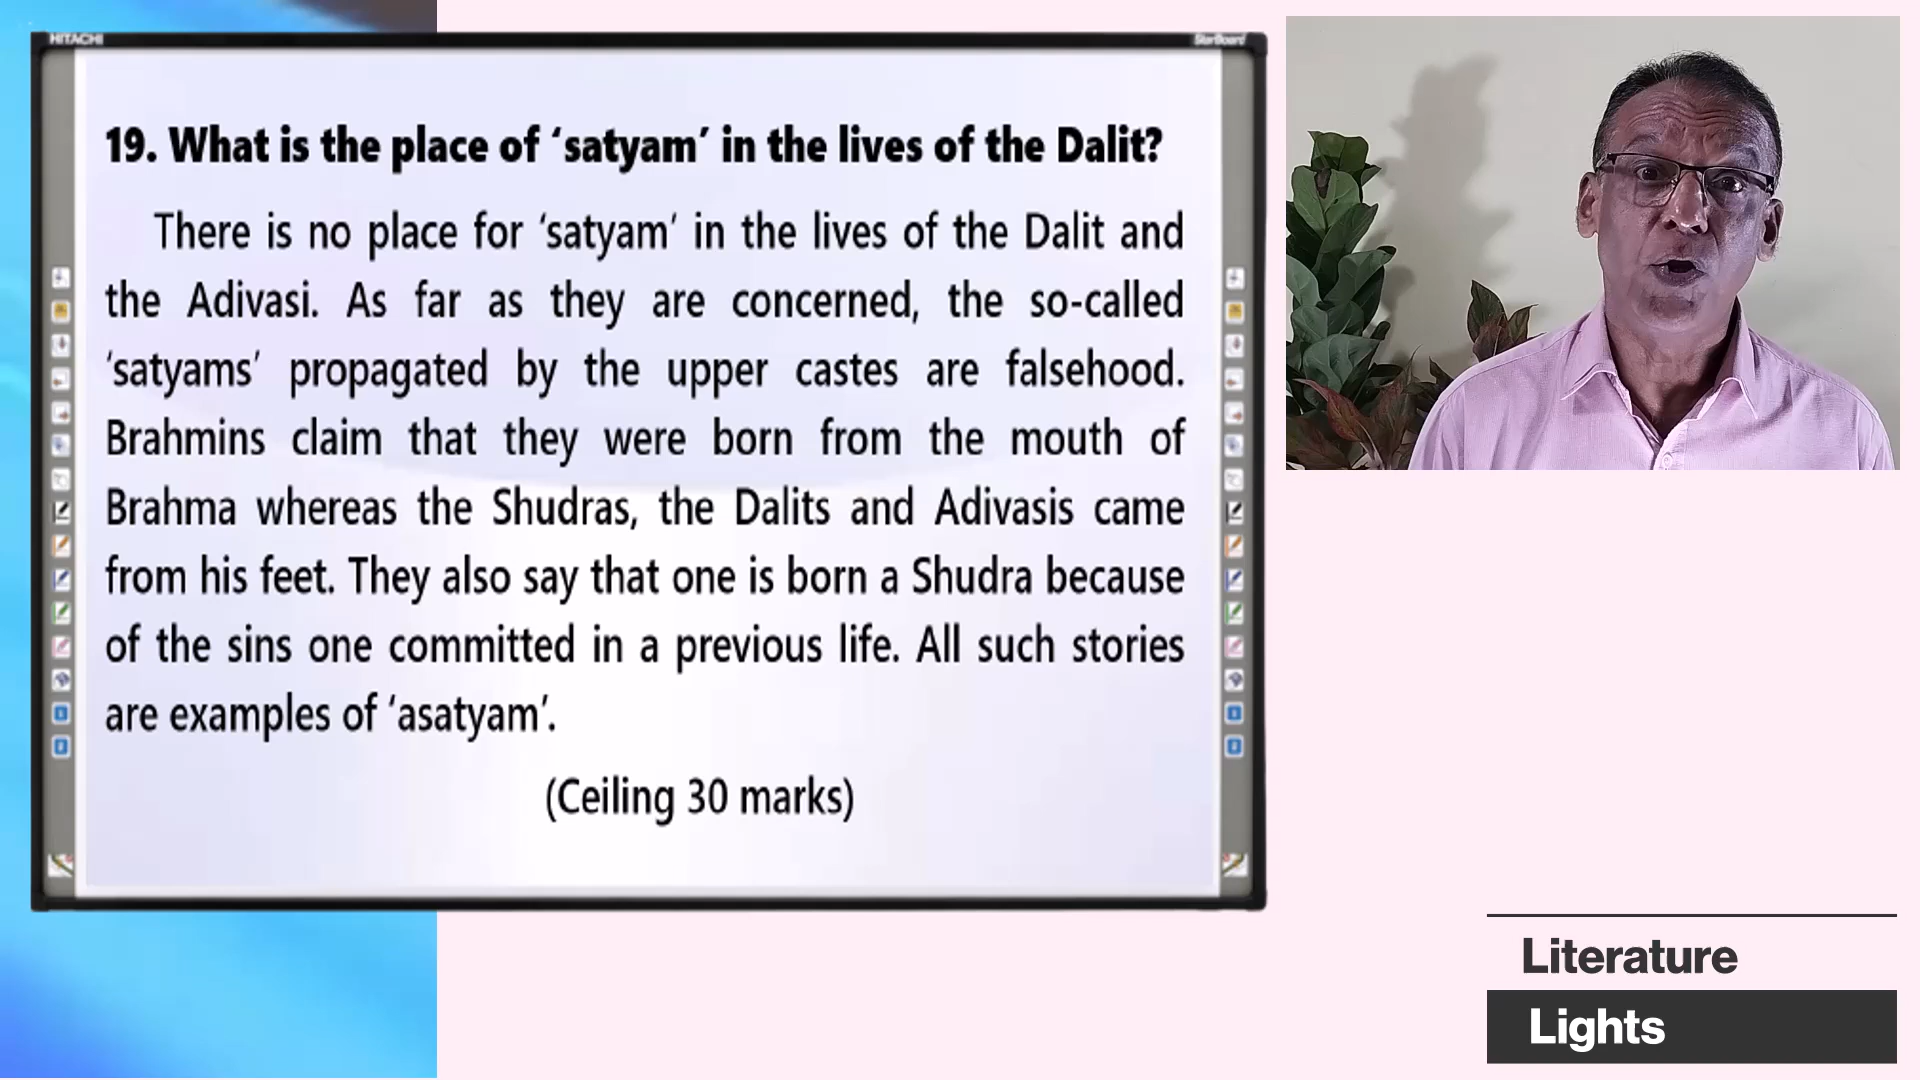 HITACHI
StarBoard
19. What is the place of ‘satyam’ in the lives of the Dalit?
There is no place for ‘satyam’ in the lives of the Dalit and
the Adivasi. As far as they are concerned, the so-called
‘satyams’ propagated by the upper castes are falsehood.
Brahmins claim that they were born from the mouth of
Brahma whereas the Shudras, the Dalits and Adivasis came
from his feet. They also say that one is born a Shudra because
of the sins one committed in a previous life. All such stories
are examples of ‘asatyam’.
(Ceiling 30 marks)
Literature
Lights